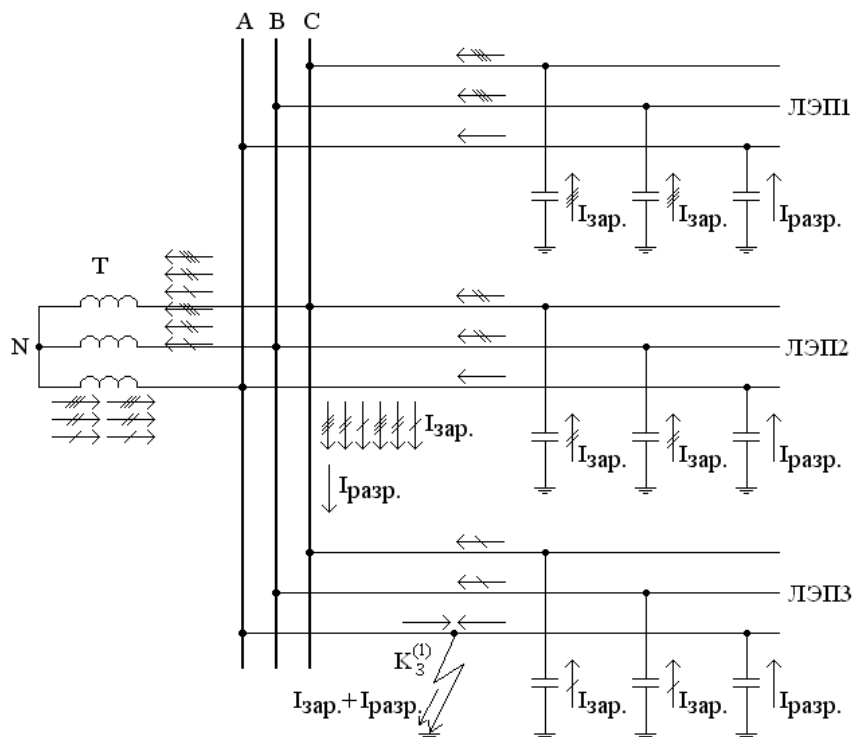 A B C
ЛЭП1
Iзар. Iзар. Iразр.
T
N
ЛЭП2
Iзар.
Iзар. Iзар. Iразр.
Iразр.
ЛЭП3
K₃⁽¹⁾
Iзар.+Iразр.
Iзар. Iзар. Iразр.